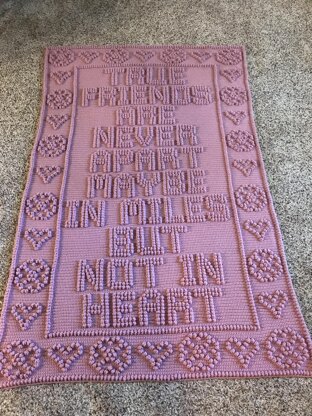 TRUE
FRIENDS
ARE
NEVER
APART
MAYBE
IN MILES
BUT
NOT IN
HEART